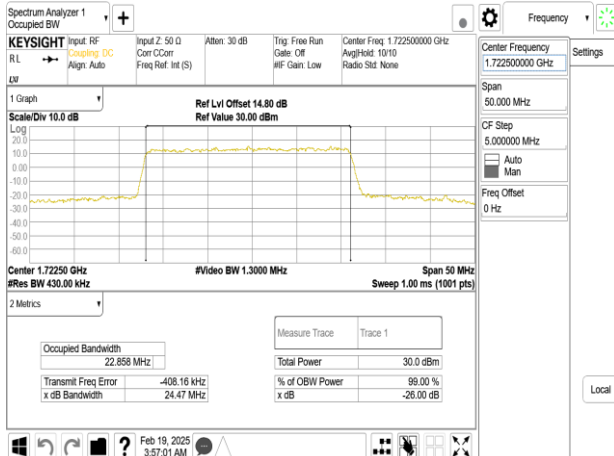 Spectrum Analyzer 1
Occupied BW
Frequency
KEYSIGHT
RL
Input: RF
Coupling: DC
Align: Auto
Input Z: 50 Ω
Corr CCorr
Freq Ref: Int (S)
Atten: 30 dB
Trig: Free Run
Gate: Off
#IF Gain: Low
Center Freq: 1.722500000 GHz
Avg|Hold: 10/10
Radio Std: None
LXI
Center Frequency
1.722500000 GHz
Settings
Span
50.000 MHz
CF Step
5.000000 MHz
Auto
Man
Freq Offset
0 Hz
Local
1 Graph
Scale/Div 10.0 dB
Ref Lvl Offset 14.80 dB
Ref Value 30.00 dBm
Log
20.0
10.0
0.00
-10.0
-20.0
-30.0
-40.0
-50.0
-60.0
Center 1.72250 GHz
#Video BW 1.3000 MHz
Span 50 MHz
#Res BW 430.00 kHz
Sweep 1.00 ms (1001 pts)
2 Metrics
Measure Trace
Trace 1
Occupied Bandwidth
22.858 MHz
Total Power
30.0 dBm
Transmit Freq Error
-408.16 kHz
% of OBW Power
99.00 %
x dB Bandwidth
24.47 MHz
x dB
-26.00 dB
?
Feb 19, 2025
3:57:01 AM